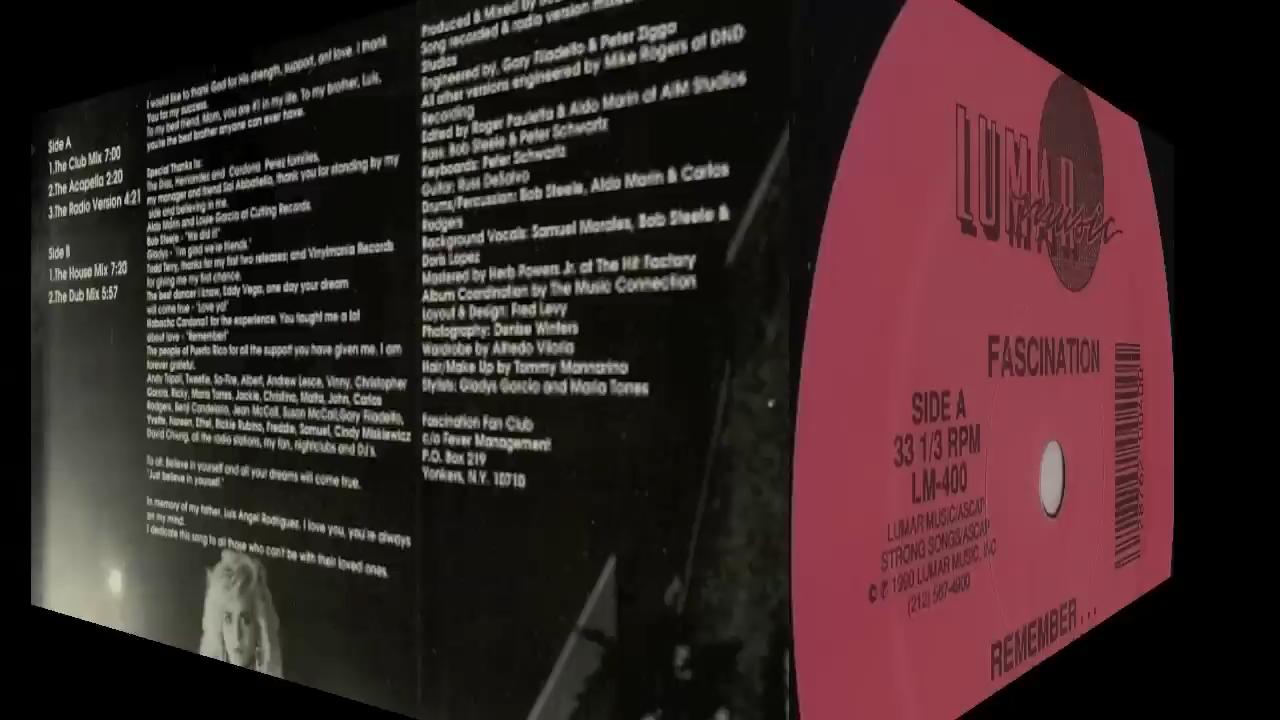 Side A
1.The Club Mix 7:00
2.The Acapella 2:20
3.The Radio Version 4:21
Side B
1.The House Mix 7:20
2.The Dub Mix 5:57
I would like to thank God for His strength, support, and love. I thank
You for my success.
To my best friend, Mom, you are #1 in my life. To my brother, Luis,
you're the best brother anyone can ever have.
Special Thanks to:
The Diaz, Hernandez and Cardona Perez families,
my manager and friend Sal Abbatiello, thank you for standing by my
side and believing in me.
Aldo Marin and Louie Garcia of Cutting Records
Bob Steele - "We did it"
Gladys - "I'm glad we're friends."
Todd Terry, thanks for my first two releases; and Vinylmania Records
for giving me my first chance.
The best dancer I know, Lady Vega, one day your dream
will come true - "Love ya"
Nabacha Cardona! for the experience. You taught me a lot
about love - "Remember!"
The people of Puerto Rico for all the support you have given me. I am
forever grateful.
Andy Tripoli, Tweetie, Sa-Fire, Albert, Andrew Lesce, Vinny, Christopher
Garcia, Ricky, Maria Torres, Jackie, Christina, Marta, John, Carlos
Rodgers, Benji Candelario, Jean McCall, Susan McCall, Gary Filadelfo,
Yvette, Noreen, Ethel, Rickie Rubino, Freddie, Samuel, Cindy Miskiewicz
David Chiung, all the radio stations, my fan, nightclubs and DJ's.
To all: Believe in yourself and all your dreams will come true.
"Just believe in yourself."
In memory of my father, Luis Angel Rodriguez. I love you, you're always
on my mind.
I dedicate this song to all those who can't be with their loved ones.
Produced & Mixed by
Song recorded & radio version mixed
Studios
Engineered by, Gary Filadelfo & Peter Zigga
All other versions engineered by Mike Rogers at DND
Recording
Edited by Roger Pauletta & Aldo Marin at AIM Studios
Bass: Bob Steele & Peter Schwartz
Keyboards: Peter Schwartz
Guitar: Russ DeSalvo
Drums/Percussion: Bob Steele, Aldo Marin & Carlos
Rodgers
Background Vocals: Samuel Morales, Bob Steele &
Doris Lopez
Mastered by Herb Powers Jr. at The Hit Factory
Album Coordination by The Music Connection
Layout & Design: Fred Levy
Photography: Denise Winters
Wardrobe by Alfredo Viloria
Hair/Make Up by Tommy Mannarino
Stylists: Gladys Garcia and Maria Torres
Fascination Fan Club
c/o Fever Management
P.O. Box 219
Yonkers, N.Y. 10710
LUMAR
music
FASCINATION
SIDE A
33 1/3 RPM
LM-400
LUMAR MUSIC/ASCAP
STRONG SONGS/ASCAP
© ℗ 1990 LUMAR MUSIC, INC
(212) 567-4900
REMEMBER...